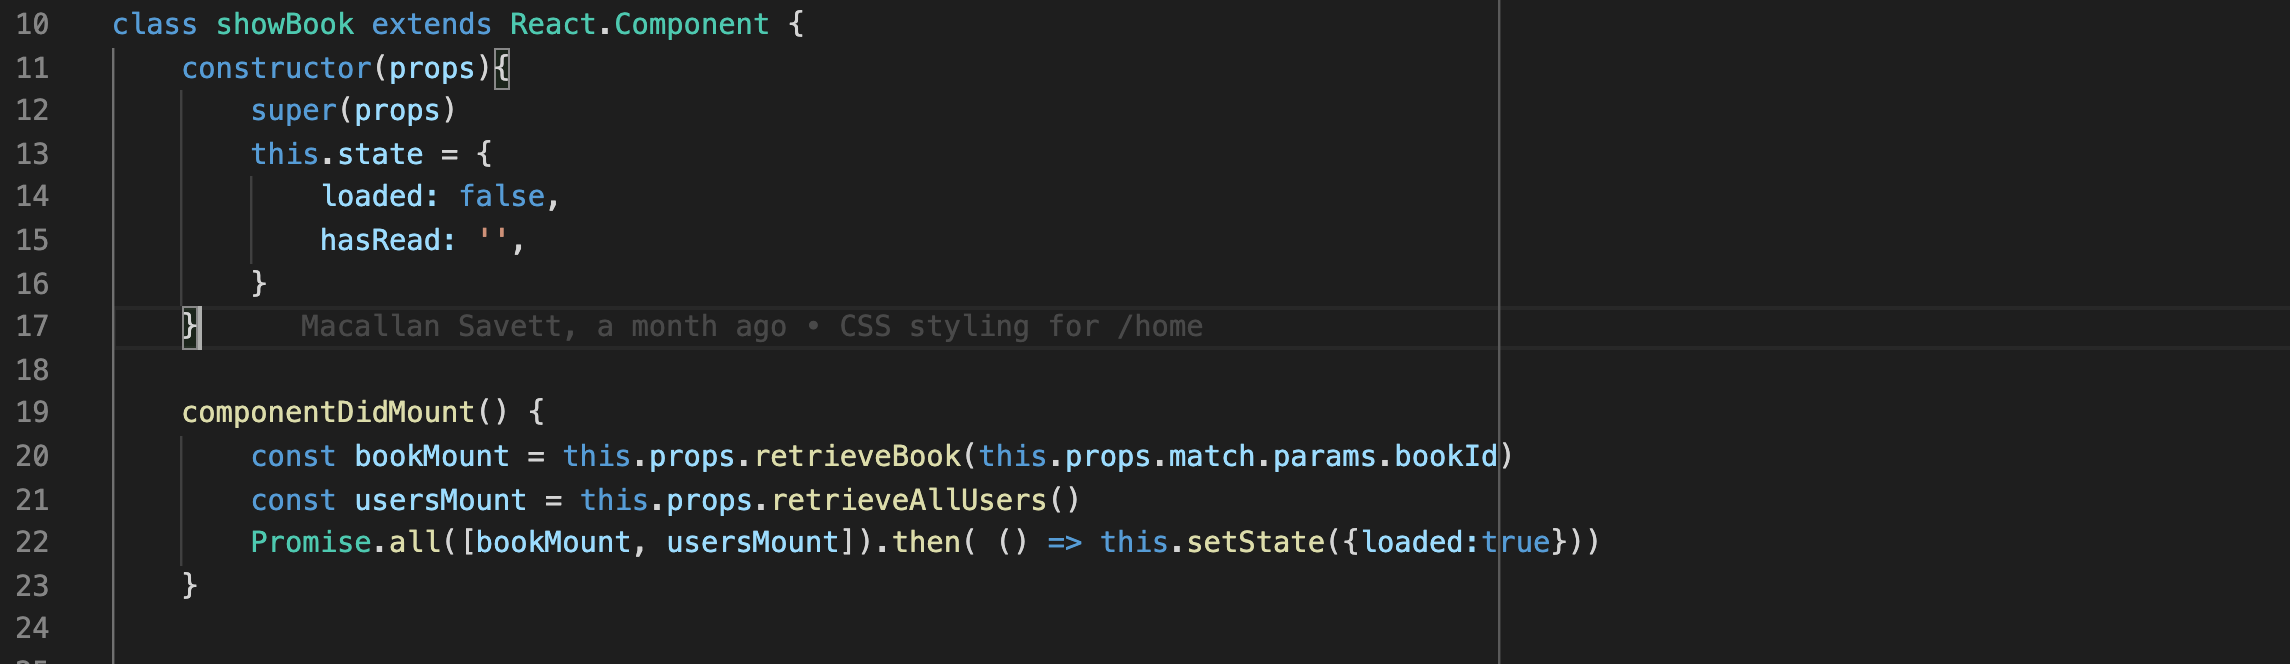 10 class showBook extends React.Component {
11 constructor(props){
12 super(props)
13 this.state = {
14 loaded: false,
15 hasRead: '',
16 }
17 } Macallan Savett, a month ago • CSS styling for /home
18
19 componentDidMount() {
20 const bookMount = this.props.retrieveBook(this.props.match.params.bookId)
21 const usersMount = this.props.retrieveAllUsers()
22 Promise.all([bookMount, usersMount]).then( () => this.setState({loaded:true}))
23 }
24